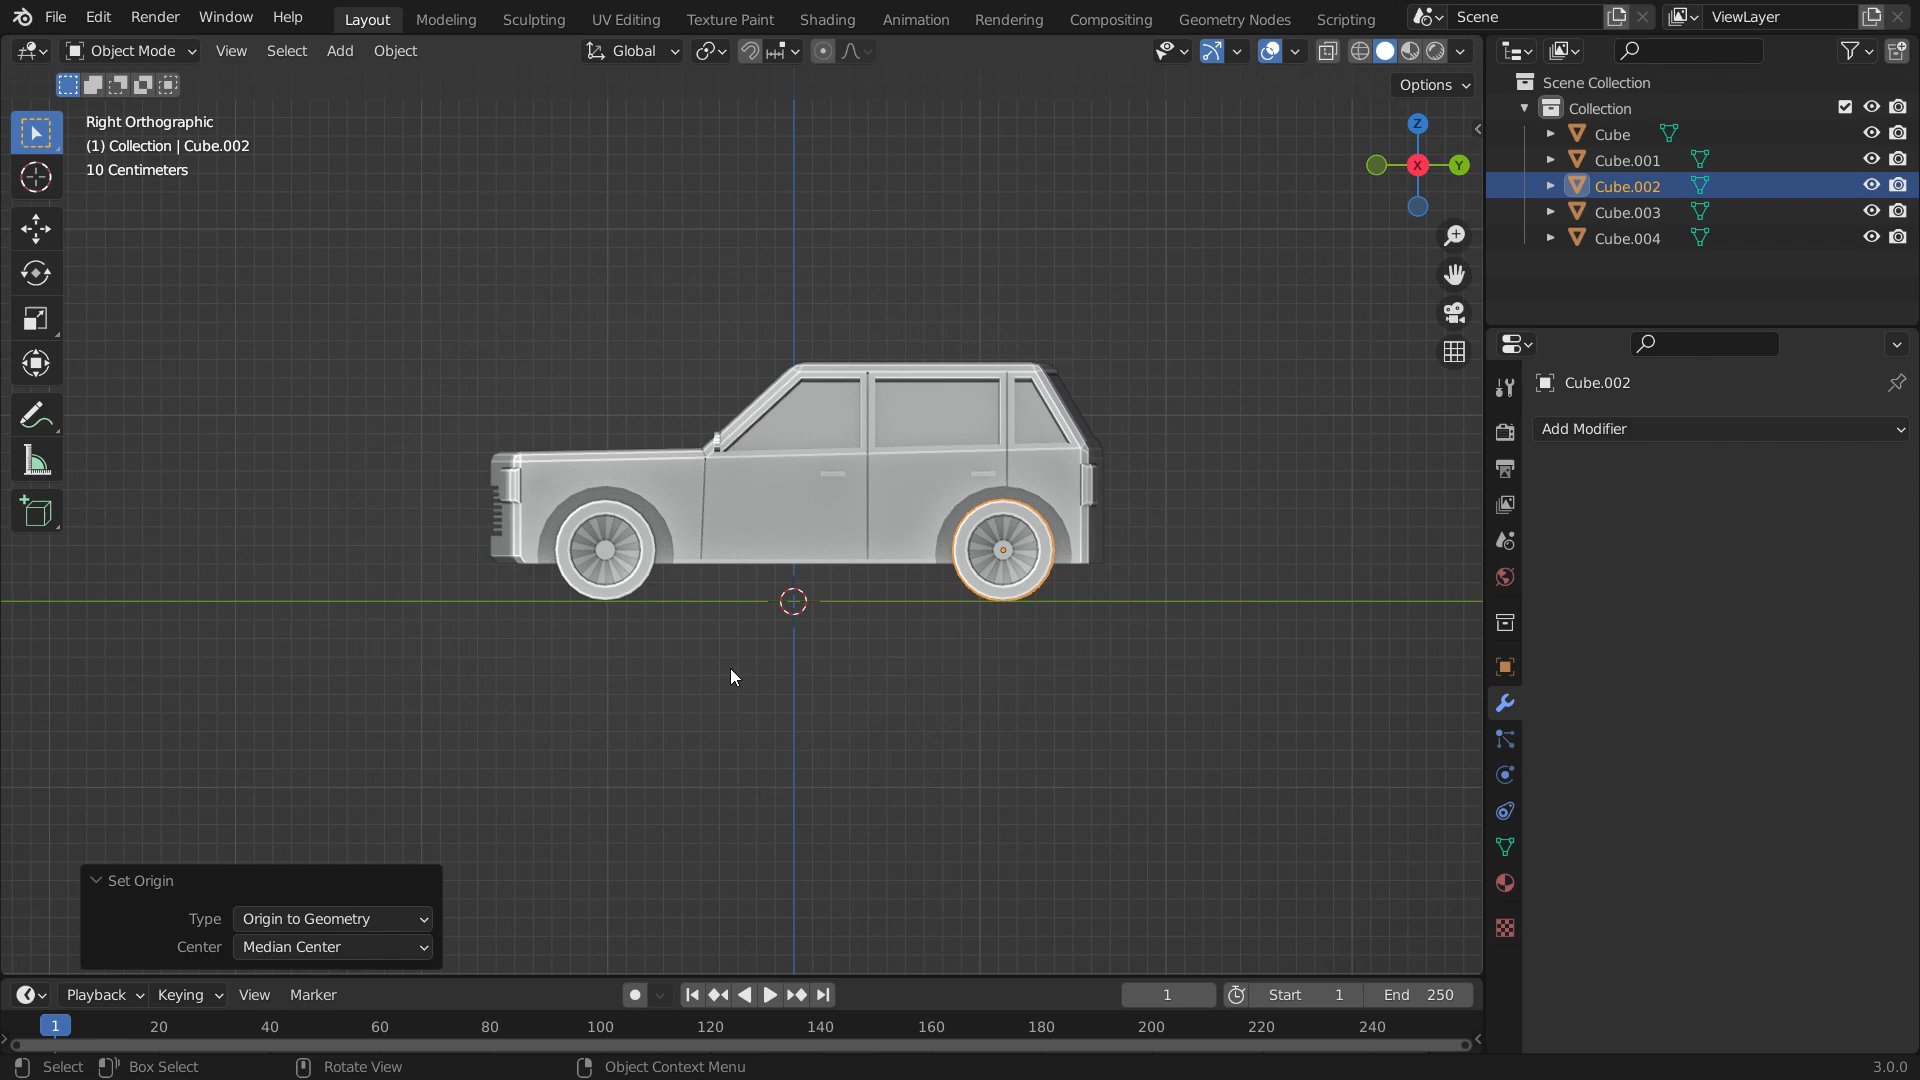 File Edit Render Window Help Layout Modeling Sculpting UV Editing Texture Paint Shading Animation Rendering Compositing Geometry Nodes Scripting Scene ViewLayer
Object Mode View Select Add Object Global
Options
Right Orthographic
(1) Collection | Cube.002
10 Centimeters
Z
X
Y
Scene Collection
Collection
Cube
Cube.001
Cube.002
Cube.003
Cube.004
Cube.002
Add Modifier
Set Origin
Type Origin to Geometry
Center Median Center
Playback Keying View Marker 1 Start 1 End 250
1 20 40 60 80 100 120 140 160 180 200 220 240
Select Box Select Rotate View Object Context Menu 3.0.0